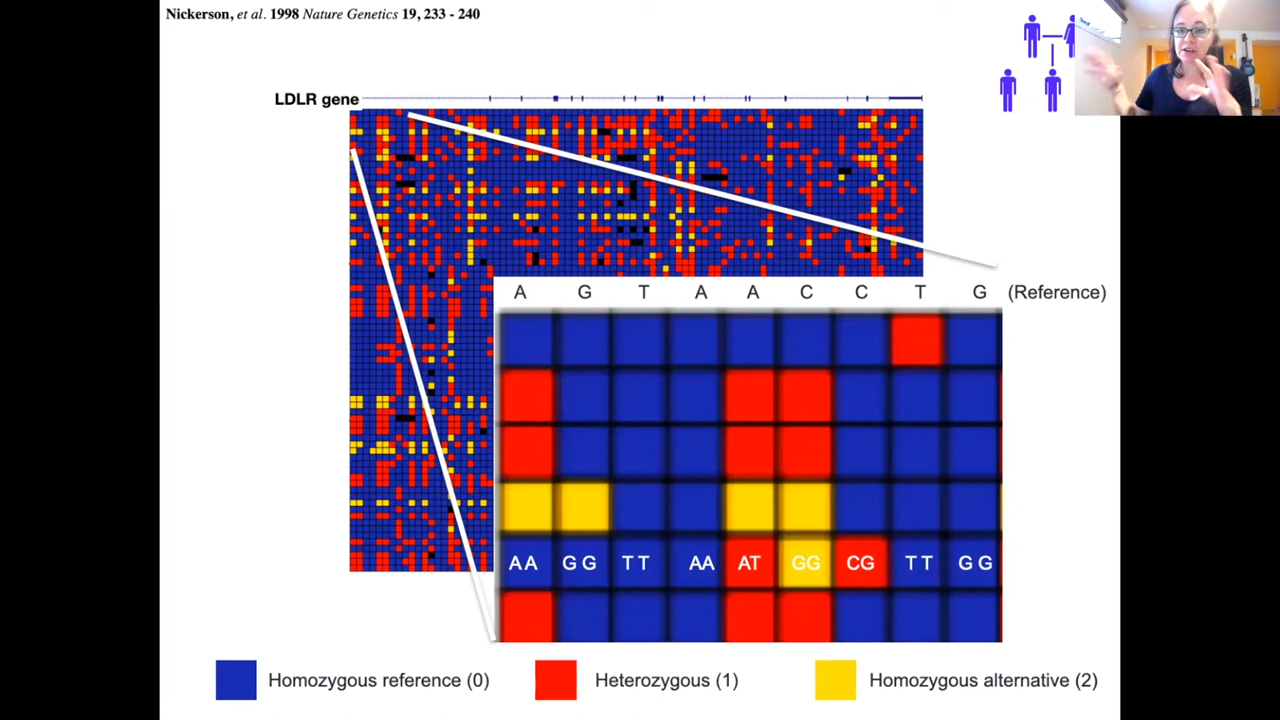 Nickerson, et al. 1998 Nature Genetics 19, 233 - 240
LDLR gene
A G T A A C C T G (Reference)
AA GG TT AA AT GG CG TT GG
Homozygous reference (0) Heterozygous (1) Homozygous alternative (2)